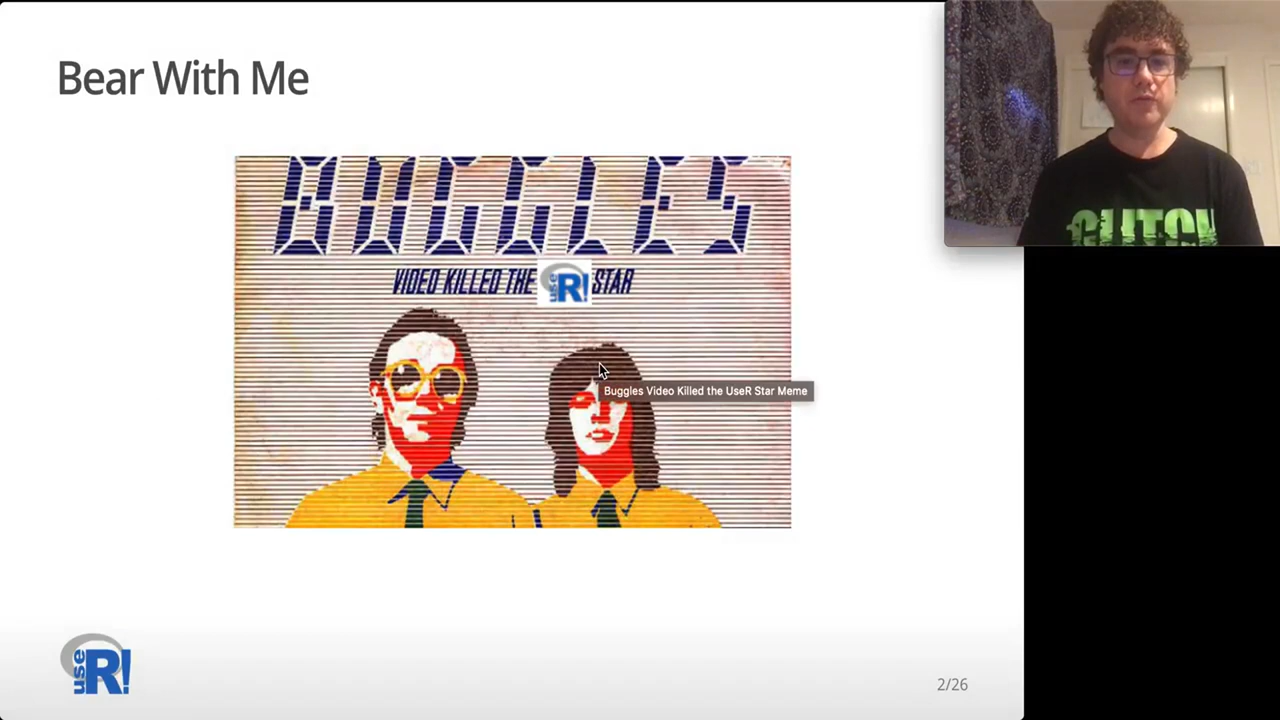 Bear With Me
BUGGLES
VIDEO KILLED THE useR! STAR
Buggles Video Killed the UseR Star Meme
GLITCH
useR!
2/26